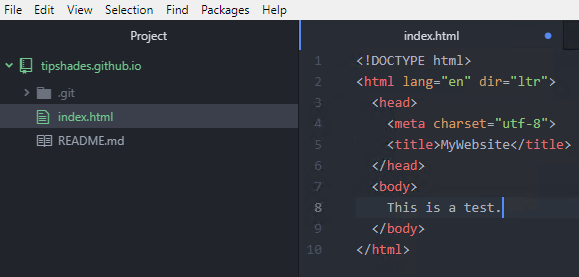 File Edit View Selection Find Packages Help
Project
tipshades.github.io
.git
index.html
README.md
index.html
1 <!DOCTYPE html>
2 <html lang="en" dir="ltr">
3 <head>
4 <meta charset="utf-8">
5 <title>MyWebsite</title>
6 </head>
7 <body>
8 This is a test.
9 </body>
10 </html>